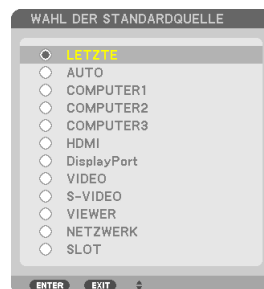 WAHL DER STANDARDQUELLE
LETZTE
AUTO
COMPUTER1
COMPUTER2
COMPUTER3
HDMI
DisplayPort
VIDEO
S-VIDEO
VIEWER
NETZWERK
SLOT
ENTER EXIT